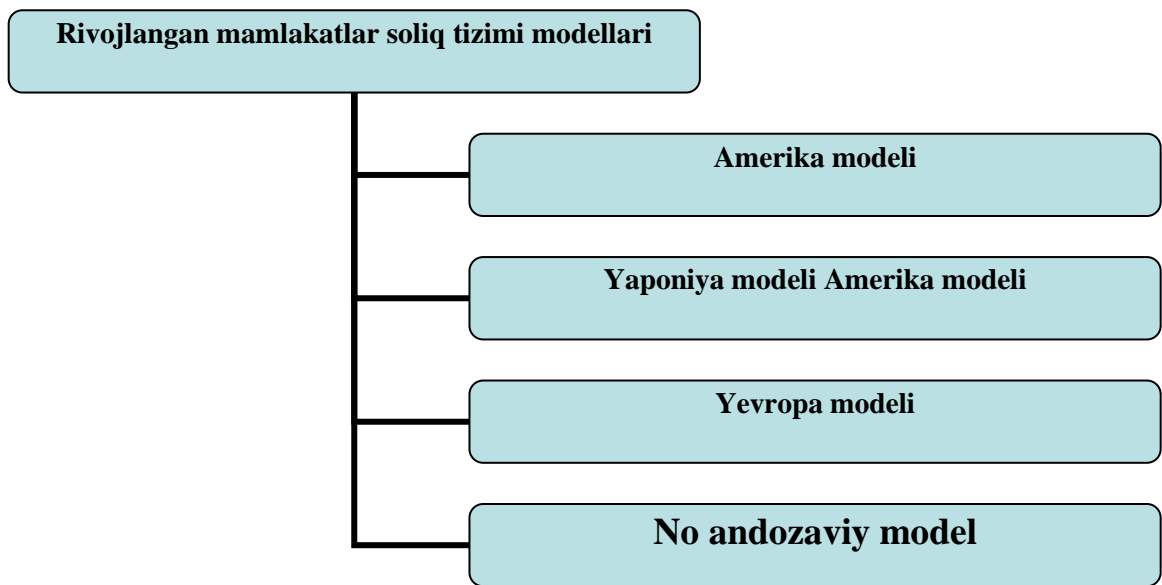 Rivojlangan mamlakatlar soliq tizimi modellari
Amerika modeli
Yaponiya modeli Amerika modeli
Yevropa modeli
No andozaviy model